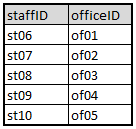 staffID officeID
st06 of01
st07 of02
st08 of03
st09 of04
st10 of05